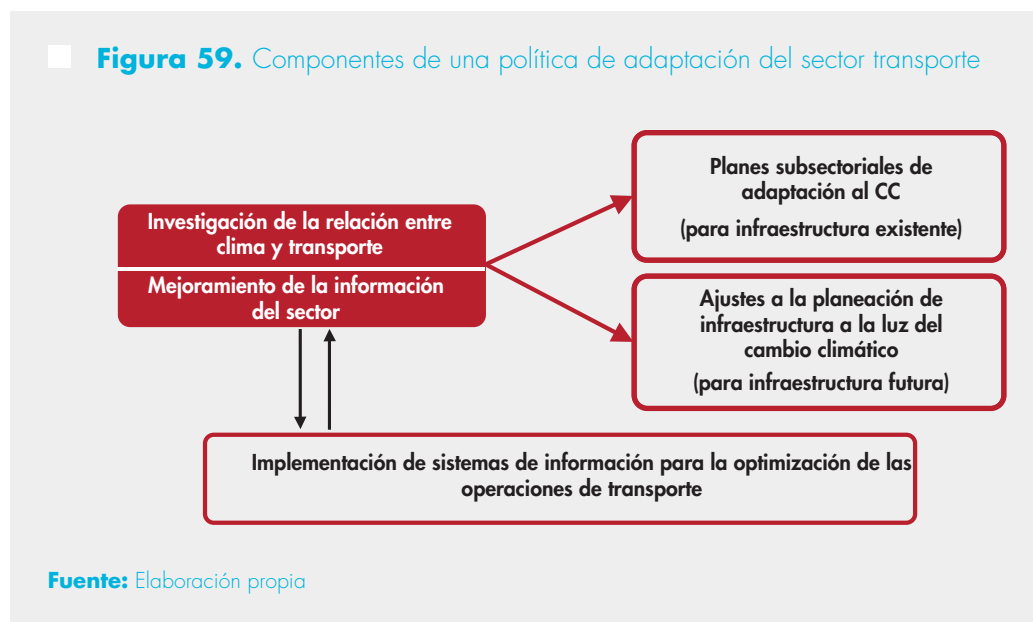 Figura 59. Componentes de una política de adaptación del sector transporte
Investigación de la relación entre
clima y transporte
Mejoramiento de la información
del sector
Planes subsectoriales de
adaptación al CC
(para infraestructura existente)
Ajustes a la planeación de
infraestructura a la luz del
cambio climático
(para infraestructura futura)
Implementación de sistemas de información para la optimización de las
operaciones de transporte
Fuente: Elaboración propia